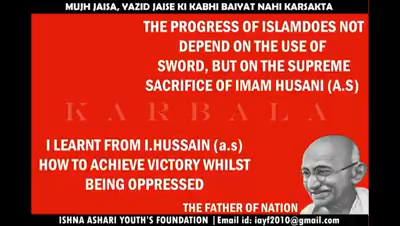 MUJH JAISA, YAZID JAISE KI KABHI BAIYAT NAHI KARSAKTA
THE PROGRESS OF ISLAMDOES NOT
DEPEND ON THE USE OF
SWORD, BUT ON THE SUPREME
SACRIFICE OF IMAM HUSANI (A.S)
KARBALA
I LEARNT FROM I.HUSSAIN (a.s)
HOW TO ACHIEVE VICTORY WHILST
BEING OPPRESSED
THE FATHER OF NATION
ISHNA ASHARI YOUTH'S FOUNDATION | Email id: iayf2010@gmail.com